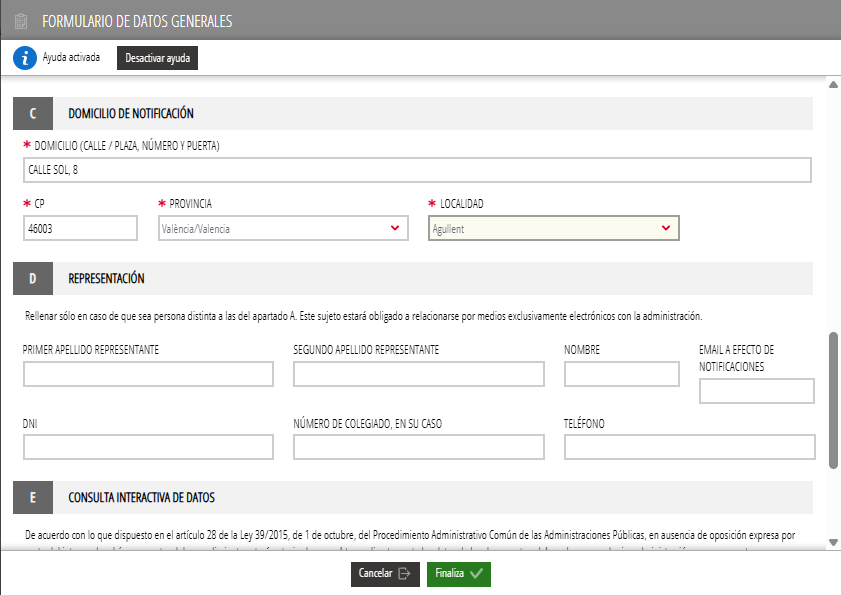 FORMULARIO DE DATOS GENERALES
Ayuda activada
Desactivar ayuda
C DOMICILIO DE NOTIFICACIÓN
* DOMICILIO (CALLE / PLAZA, NÚMERO Y PUERTA)
CALLE SOL, 8
* CP * PROVINCIA * LOCALIDAD
46003 València/Valencia Agullent
D REPRESENTACIÓN
Rellenar sólo en caso de que sea persona distinta a las del apartado A. Este sujeto estará obligado a relacionarse por medios exclusivamente electrónicos con la administración.
PRIMER APELLIDO REPRESENTANTE SEGUNDO APELLIDO REPRESENTANTE NOMBRE EMAIL A EFECTO DE
NOTIFICACIONES
DNI NÚMERO DE COLEGIADO, EN SU CASO TELÉFONO
E CONSULTA INTERACTIVA DE DATOS
De acuerdo con lo que dispuesto en el artículo 28 de la Ley 39/2015, de 1 de octubre, del Procedimiento Administrativo Común de las Administraciones Públicas, en ausencia de oposición expresa por
Cancelar Finaliza